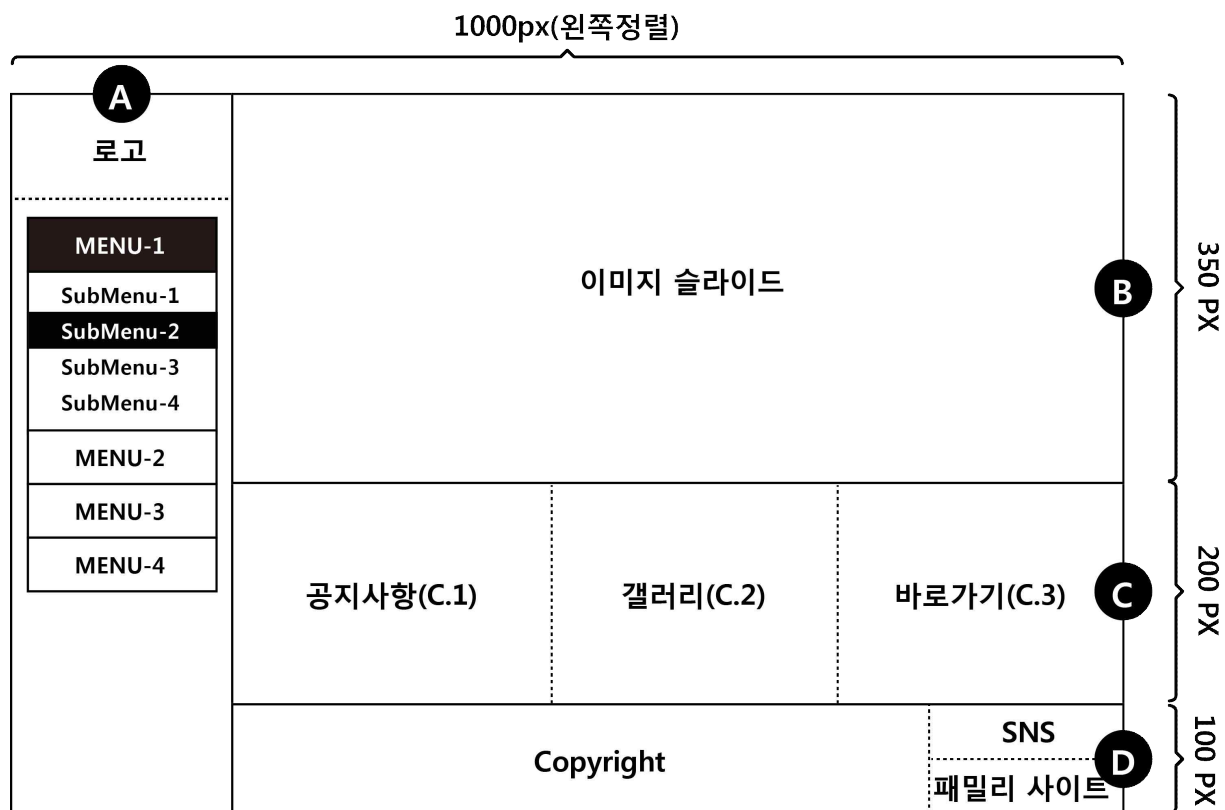 1000px(왼쪽정렬)
A
로고
MENU-1
SubMenu-1
SubMenu-2
SubMenu-3
SubMenu-4
MENU-2
MENU-3
MENU-4
이미지 슬라이드
B
350 PX
공지사항(C.1)
갤러리(C.2)
바로가기(C.3)
C
200 PX
Copyright
SNS
패밀리 사이트
D
100 PX